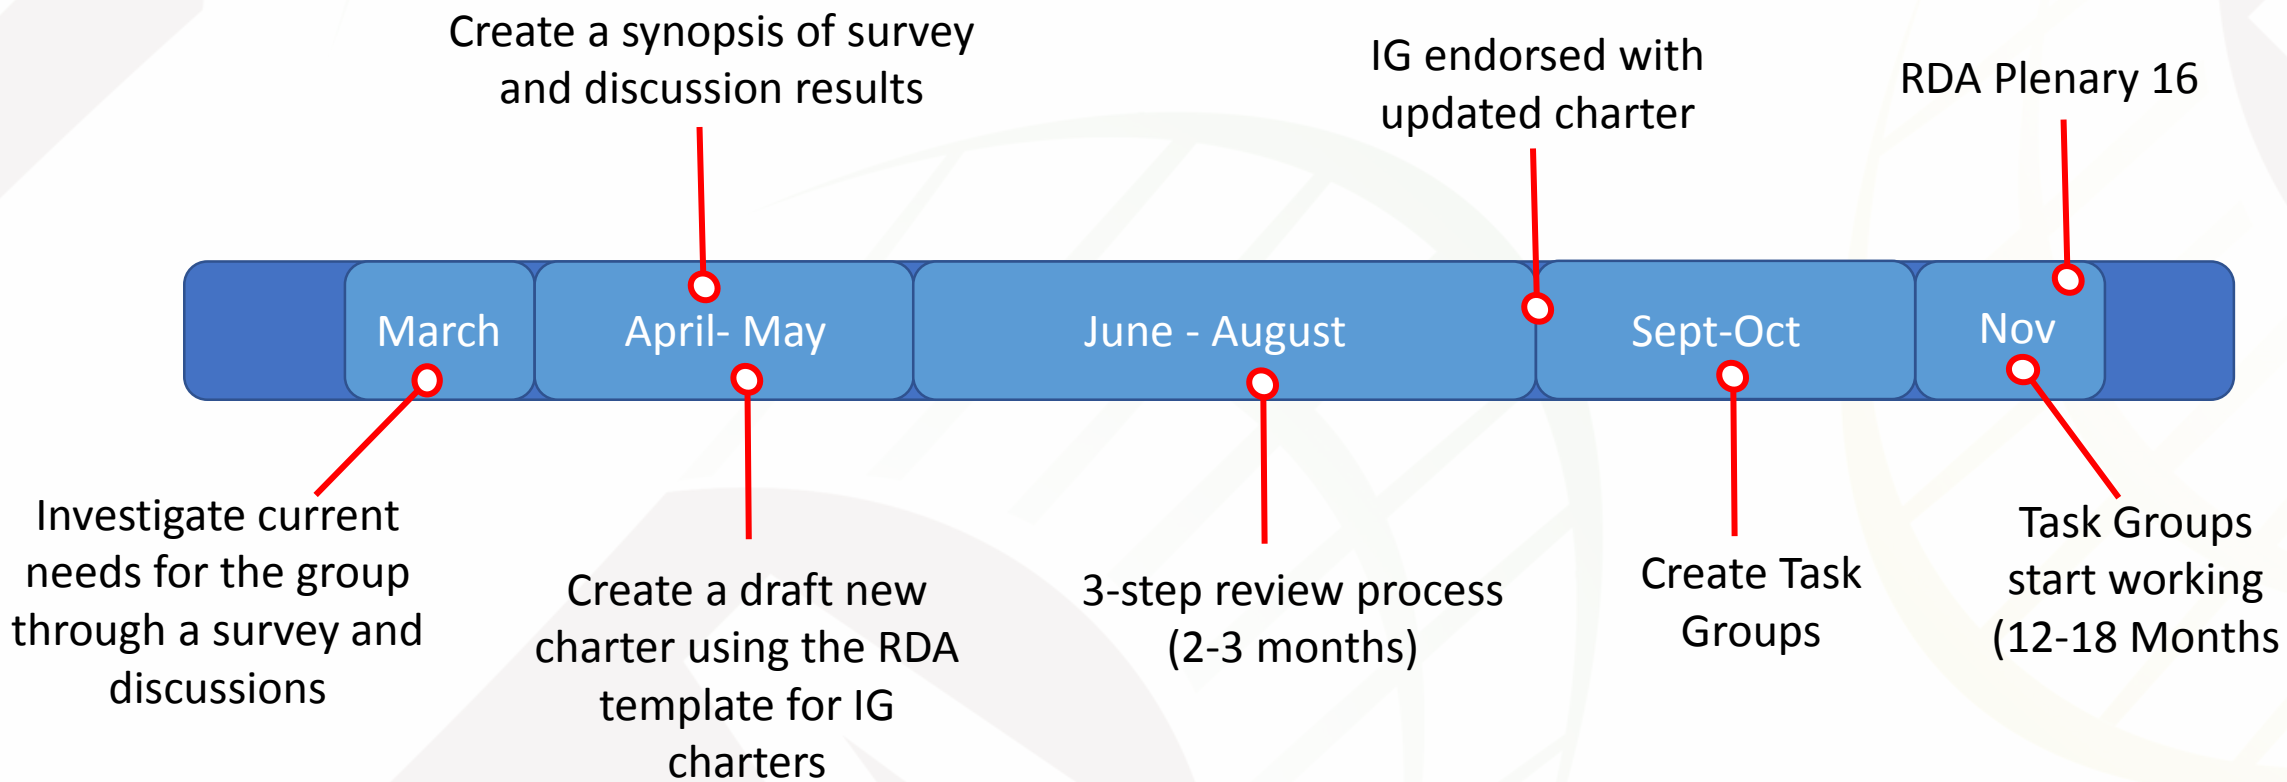 Create a synopsis of survey
and discussion results
IG endorsed with
updated charter
RDA Plenary 16
March
April- May
June - August
Sept-Oct
Nov
Investigate current
needs for the group
through a survey and
discussions
Create a draft new
charter using the RDA
template for IG
charters
3-step review process
(2-3 months)
Create Task
Groups
Task Groups
start working
(12-18 Months